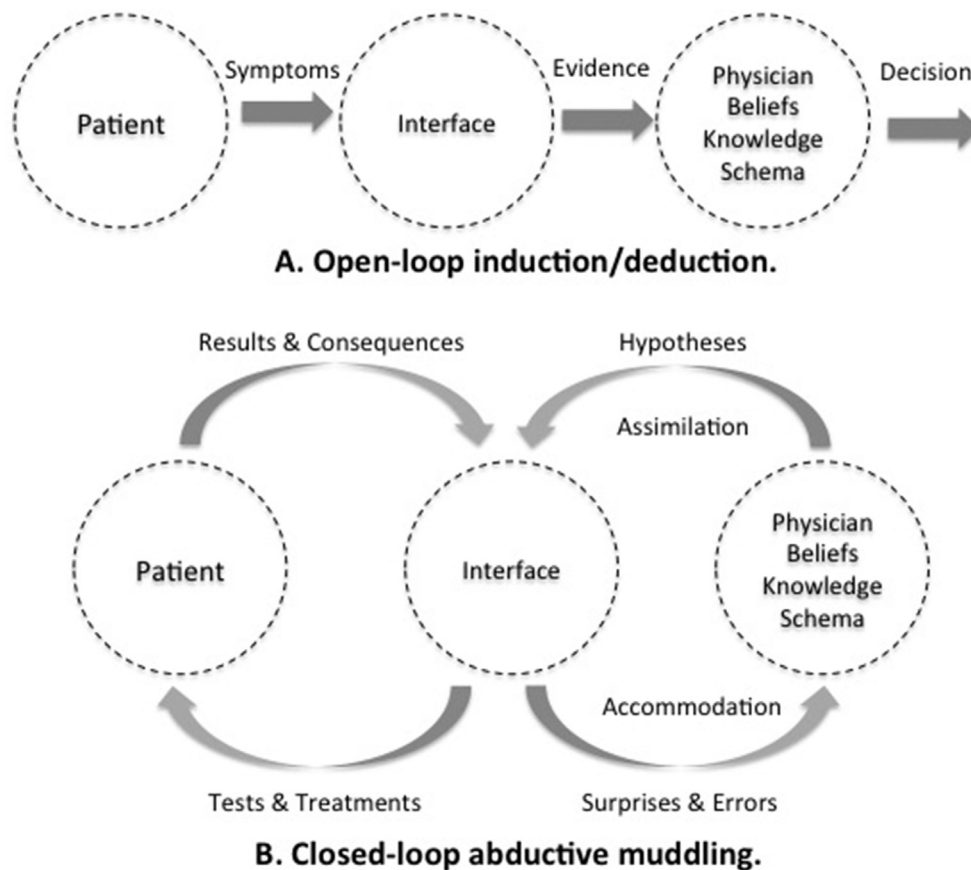 Symptoms
Evidence
Decision
Patient
Interface
Physician
Beliefs
Knowledge
Schema
A. Open-loop induction/deduction.
Results & Consequences
Hypotheses
Assimilation
Patient
Interface
Physician
Beliefs
Knowledge
Schema
Accommodation
Tests & Treatments
Surprises & Errors
B. Closed-loop abductive muddling.